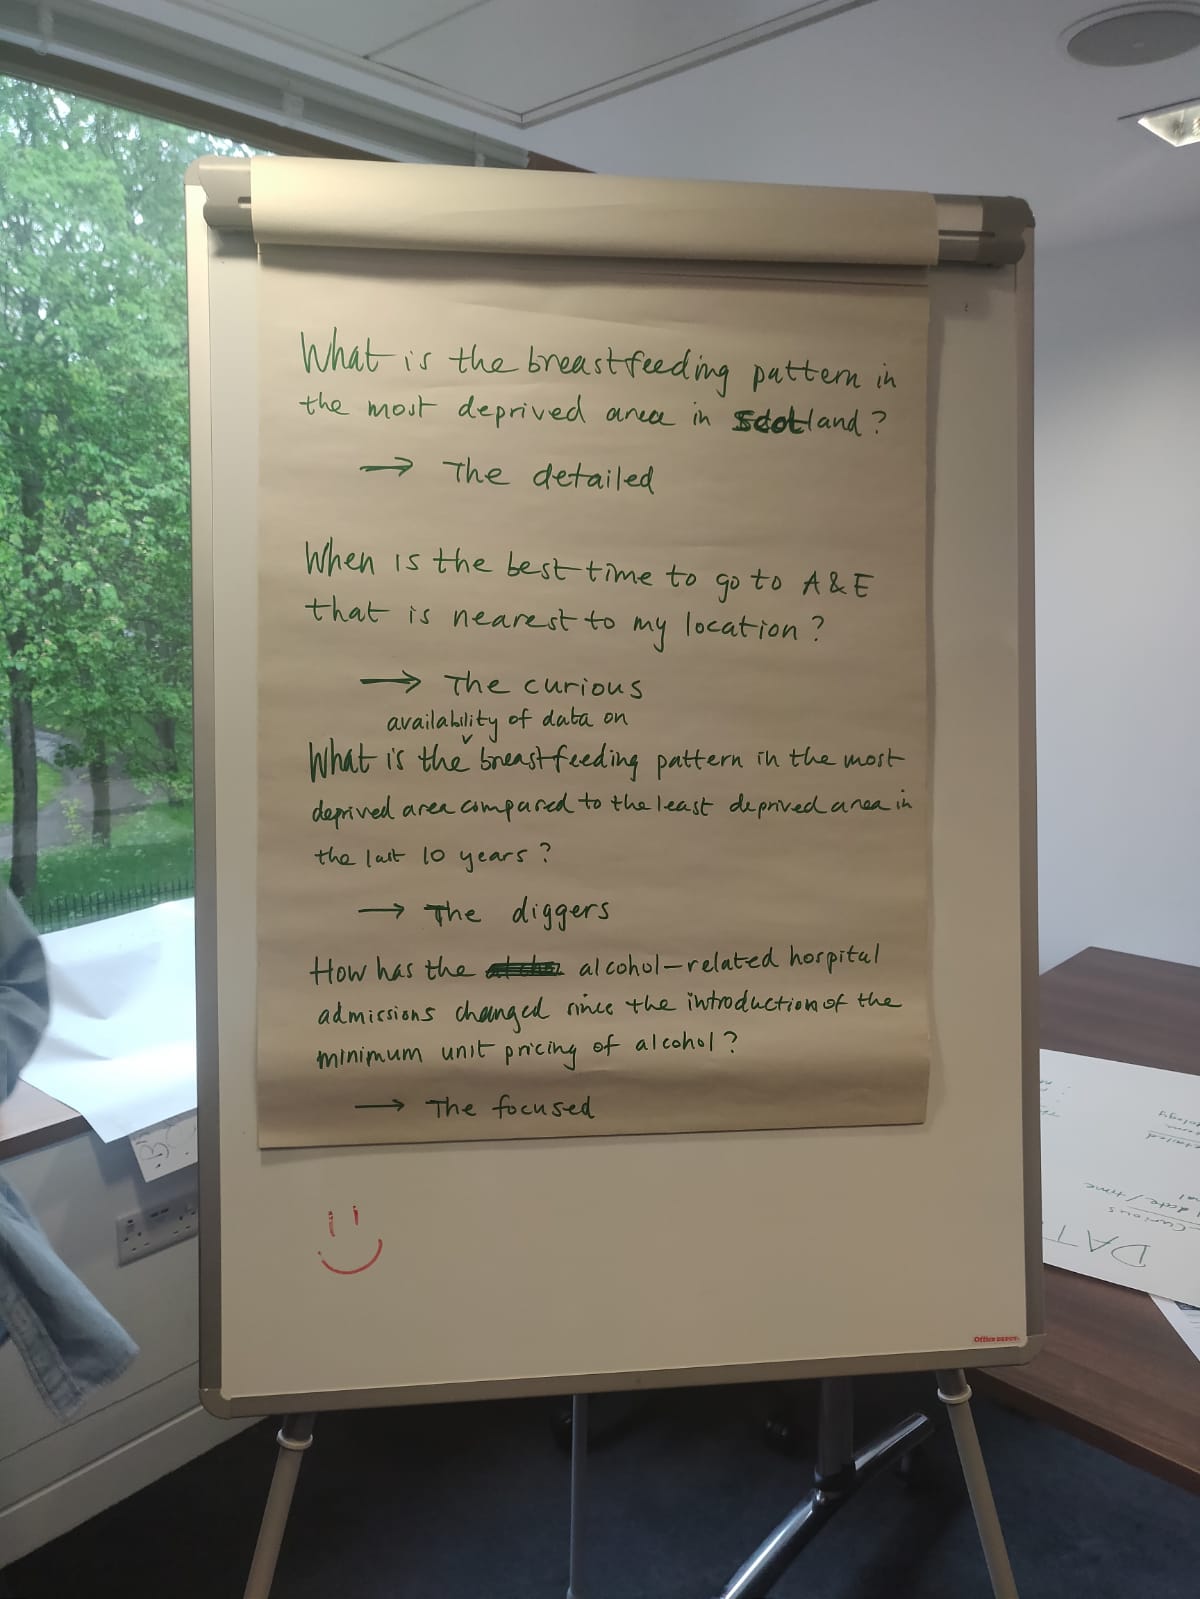 What is the breastfeeding pattern in
the most deprived area in Scotland?
→ The detailed
When is the best time to go to A&E
that is nearest to my location?
→ The curious
availability of data on
What is the breastfeeding pattern in the most
deprived area compared to the least deprived area in
the last 10 years?
→ The diggers
How has the alcohol-related hospital
admissions changed since the introduction of the
minimum unit pricing of alcohol?
→ The focused
Office DEPOT
DAT
Curious
date/time